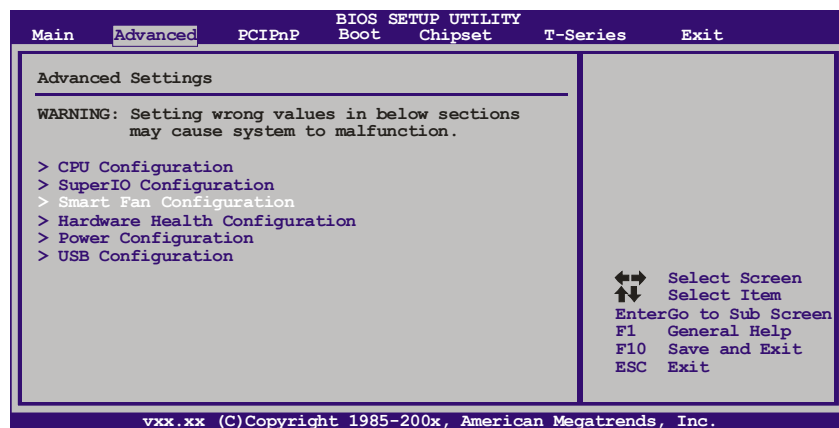 BIOS SETUP UTILITY
Main Advanced PCIPnP Boot Chipset T-Series Exit
Advanced Settings
WARNING: Setting wrong values in below sections
may cause system to malfunction.
> CPU Configuration
> SuperIO Configuration
> Smart Fan Configuration
> Hardware Health Configuration
> Power Configuration
> USB Configuration
Select Screen
Select Item
EnterGo to Sub Screen
F1 General Help
F10 Save and Exit
ESC Exit
vxx.xx (C)Copyright 1985-200x, American Megatrends, Inc.